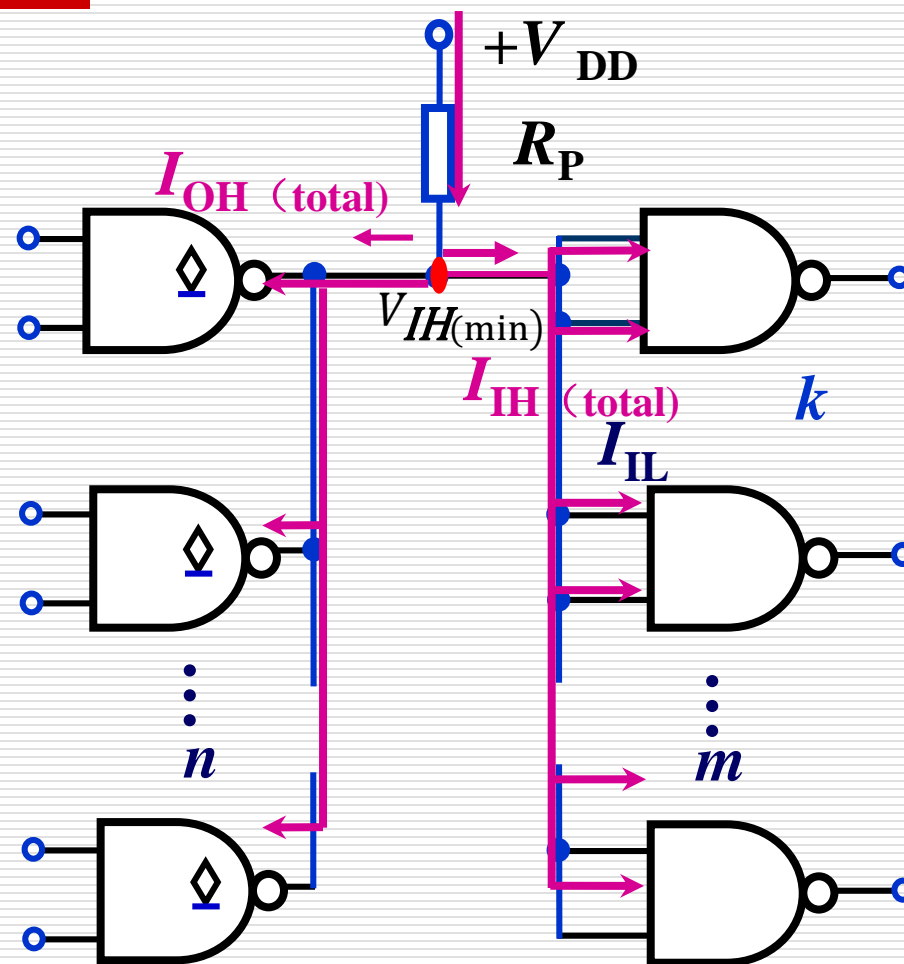 +V DD
R P
I OH（total)
V IH(min)
I IH（total)
k
I IL
n
m